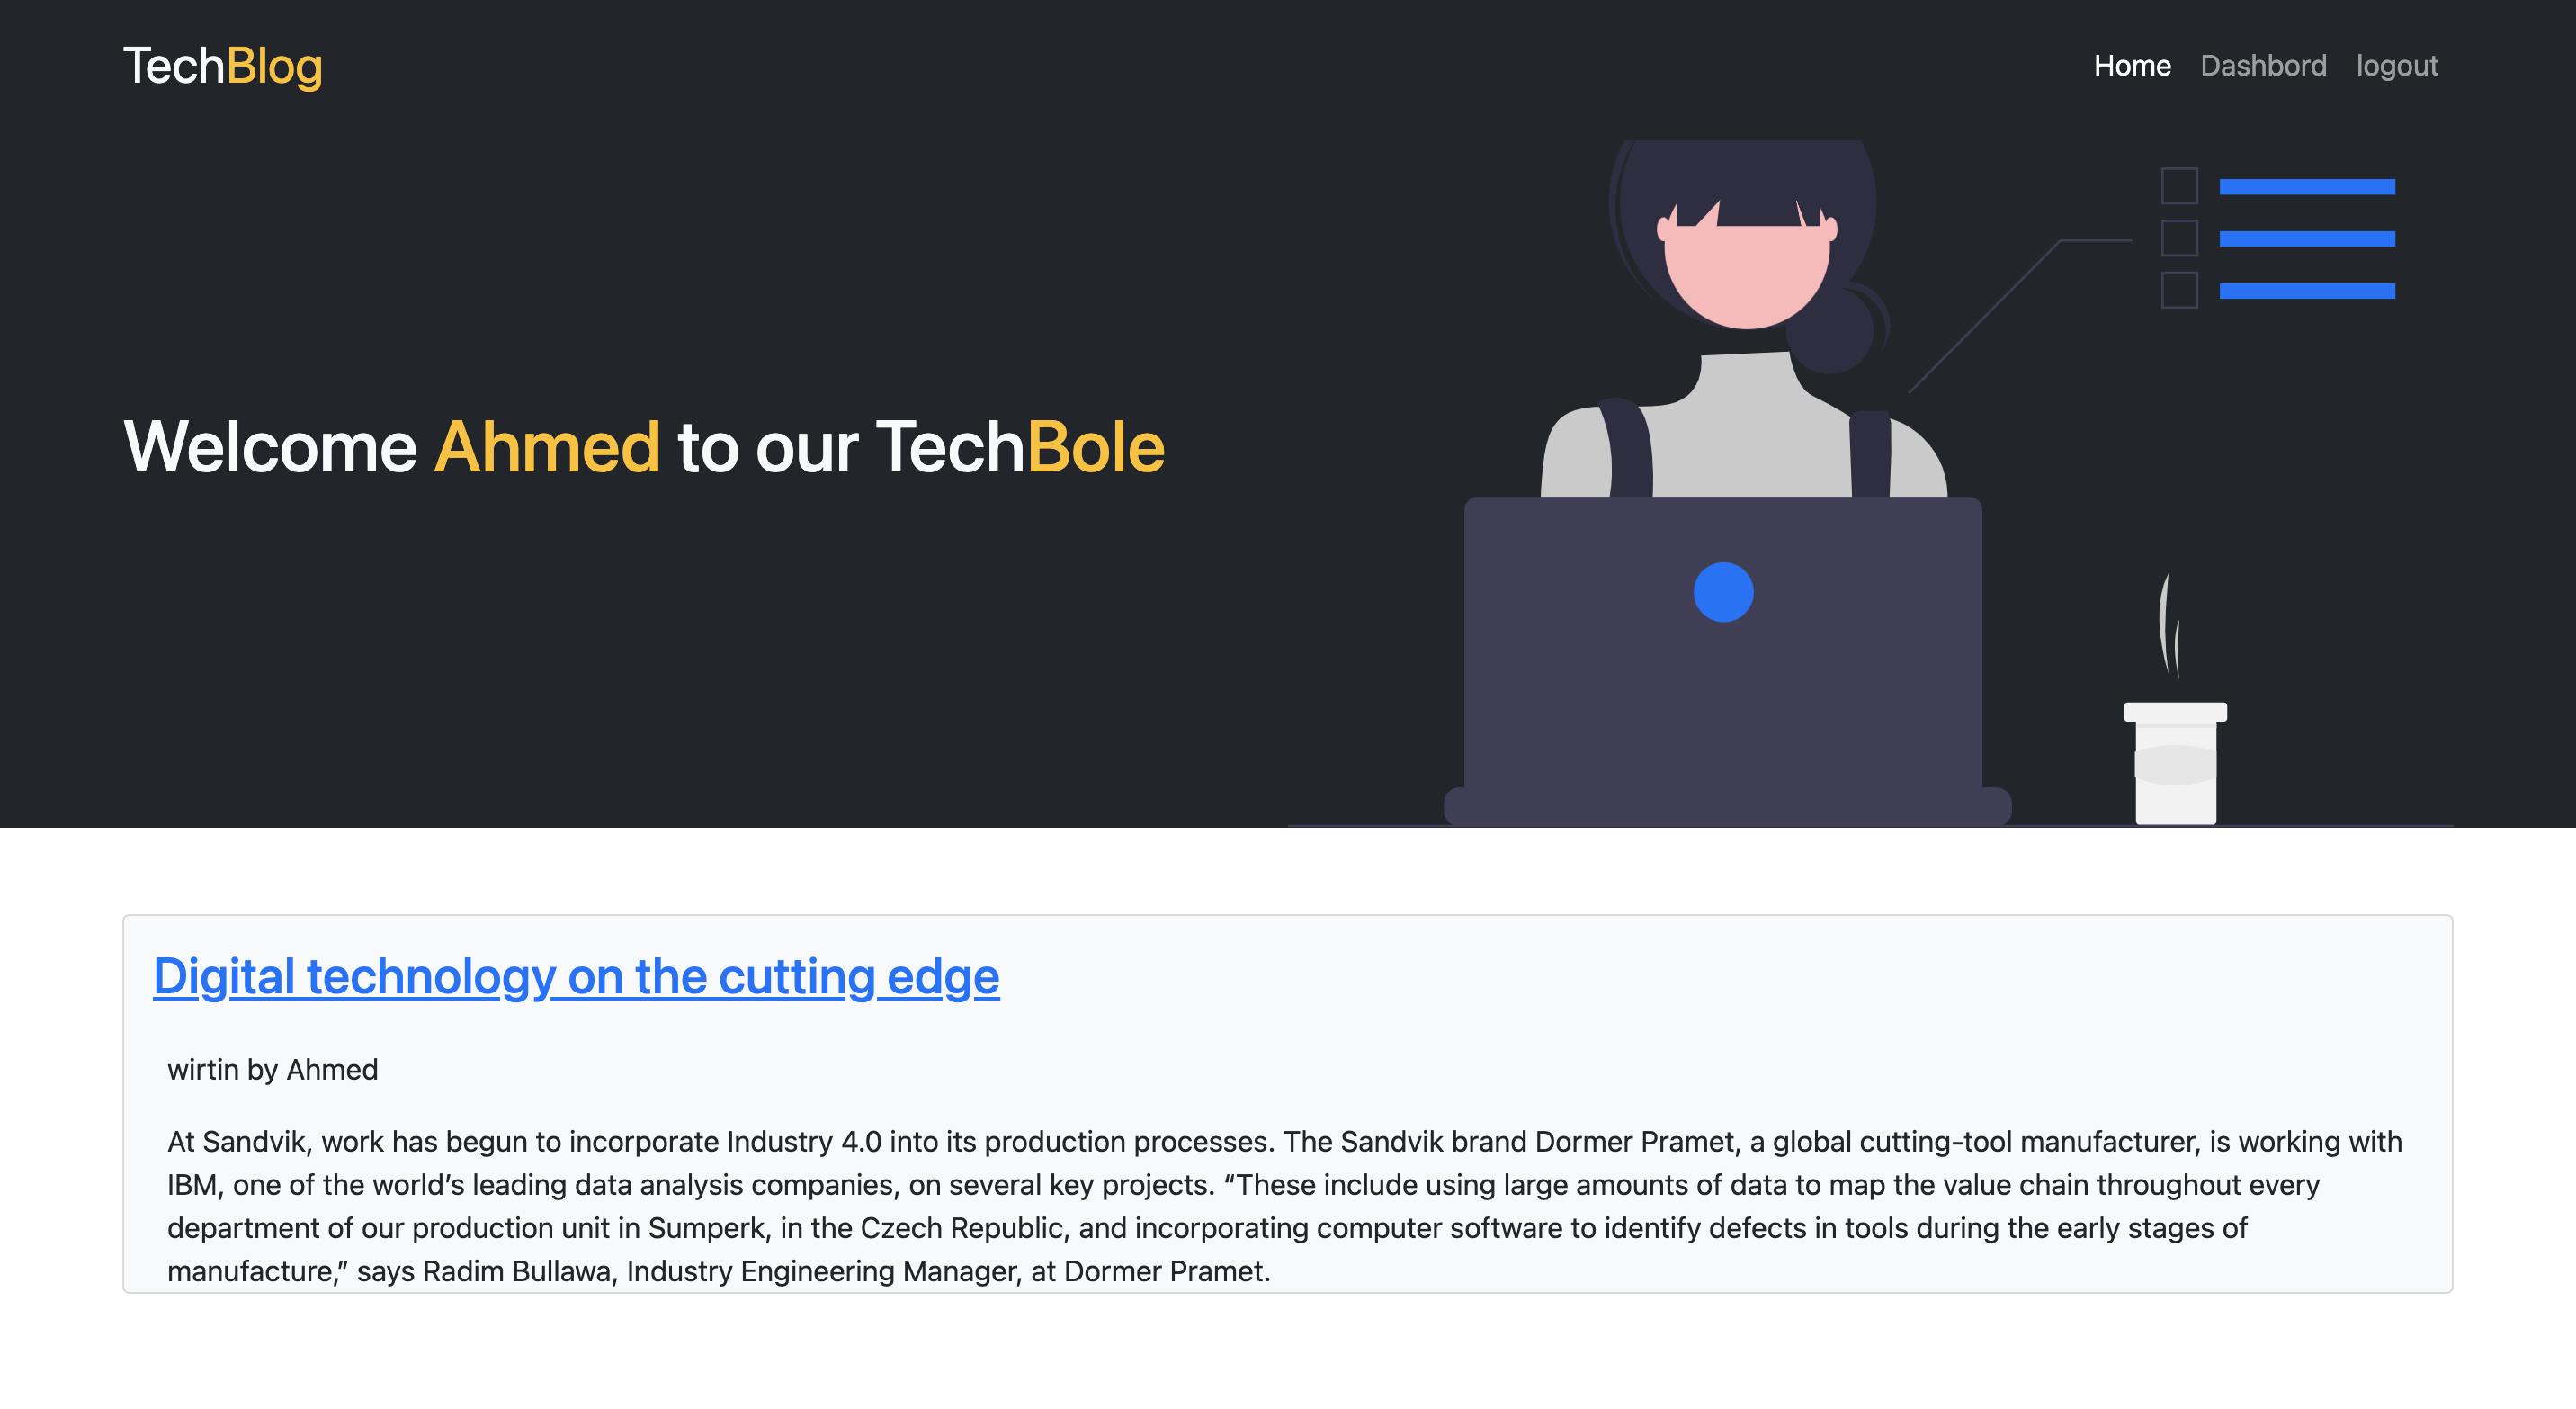 TechBlog
Home Dashbord logout
Welcome Ahmed to our TechBole
Digital technology on the cutting edge
wirtin by Ahmed
At Sandvik, work has begun to incorporate Industry 4.0 into its production processes. The Sandvik brand Dormer Pramet, a global cutting-tool manufacturer, is working with
IBM, one of the world’s leading data analysis companies, on several key projects. “These include using large amounts of data to map the value chain throughout every
department of our production unit in Sumperk, in the Czech Republic, and incorporating computer software to identify defects in tools during the early stages of
manufacture,” says Radim Bullawa, Industry Engineering Manager, at Dormer Pramet.